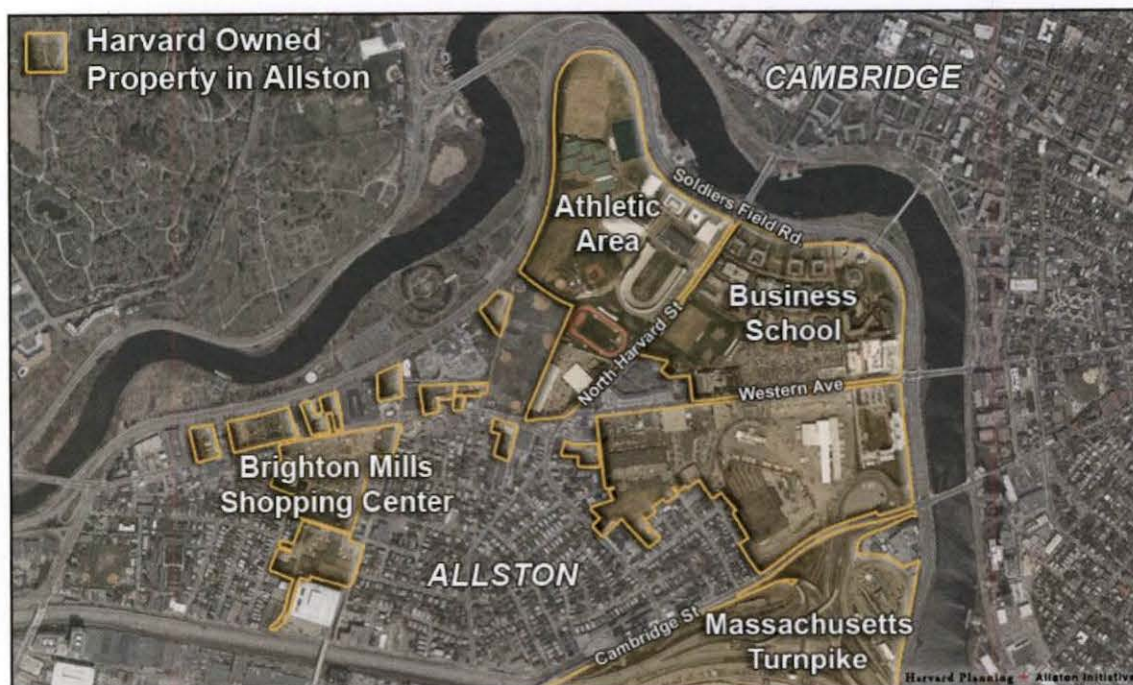 Harvard Owned
Property in Allston
CAMBRIDGE
Soldiers Field Rd.
Athletic
Area
Business
School
North Harvard St
Western Ave
Brighton Mills
Shopping Center
ALLSTON
Cambridge St
Massachusetts
Turnpike
Harvard Planning + Allston Initiative